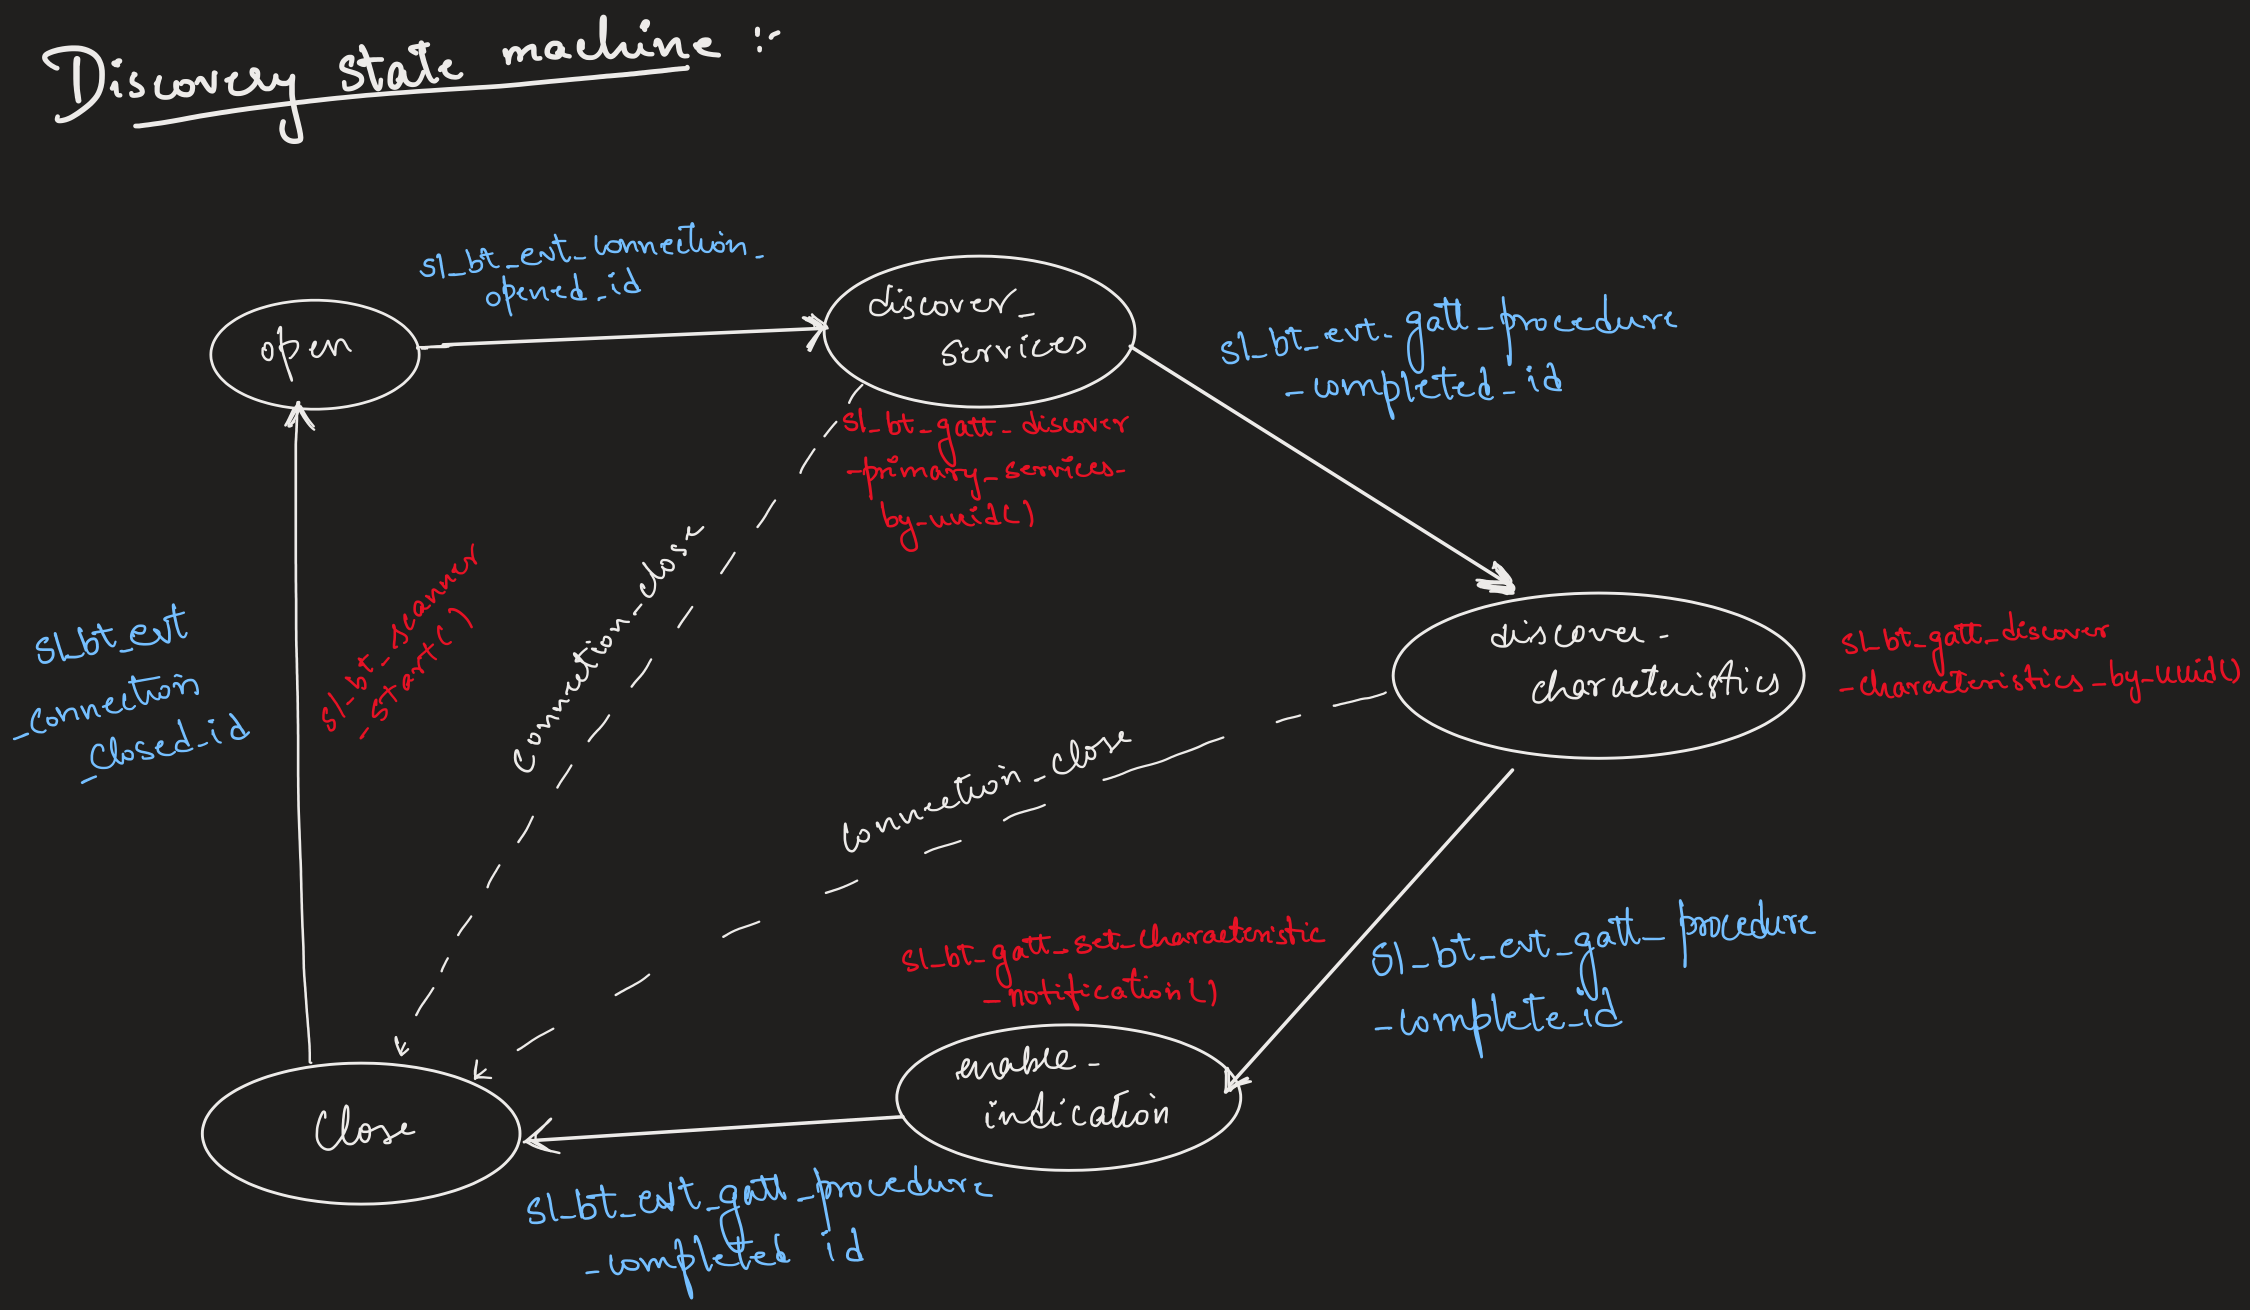 Discovery state machine :-
sl_bt_evt_connection_
opened_id
open
discover_
services
sl_bt_evt_gatt_procedure
_completed_id
sl_bt_gatt_discover
_primary_services_
by_uuid()
connection_close
sl_bt_scanner
_start()
sl_bt_evt
_connection
_closed_id
discover_
characteristics
sl_bt_gatt_discover
_characteristics_by_uuid()
connection_close
sl_bt_gatt_set_characteristic
_notification()
sl_bt_evt_gatt_procedure
_complete_id
enable_
indication
Close
sl_bt_evt_gatt_procedure
_completed id